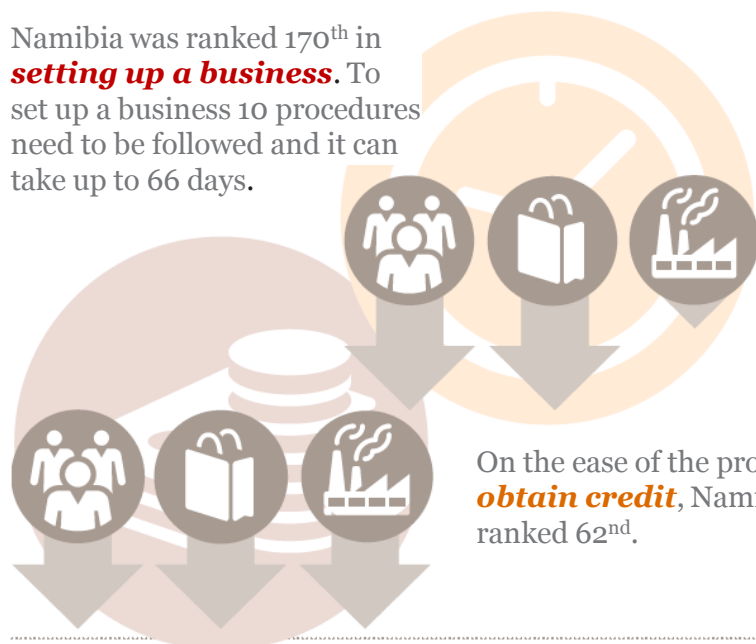 Namibia was ranked 170th in
setting up a business. To
set up a business 10 procedures
need to be followed and it can
take up to 66 days.
On the ease of the pro
obtain credit, Nam
ranked 62nd.